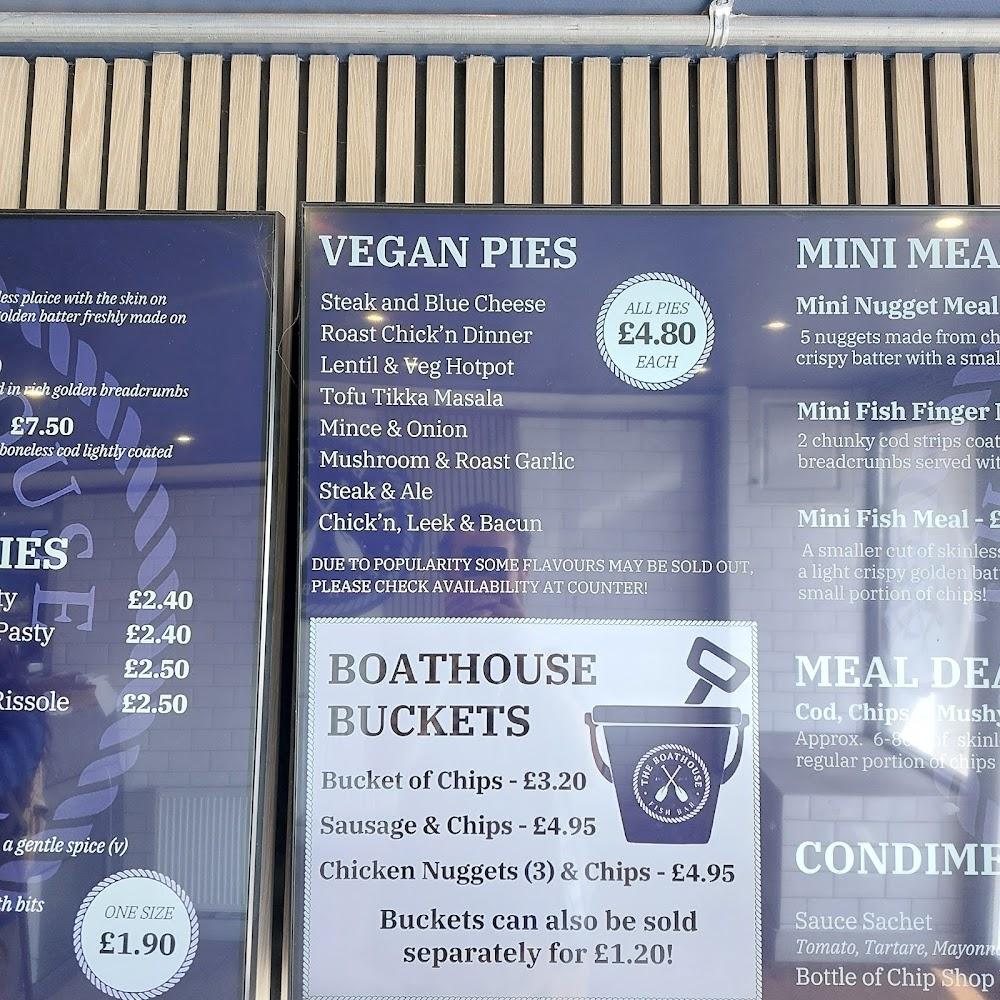 less plaice with the skin on
golden batter freshly made on
d in rich golden breadcrumbs
£7.50
boneless cod lightly coated
IES
ty £2.40
Pasty £2.40
£2.50
Rissole £2.50
a gentle spice (v)
th bits
ONE SIZE
£1.90
VEGAN PIES
Steak and Blue Cheese
Roast Chick'n Dinner
Lentil & Veg Hotpot
Tofu Tikka Masala
Mince & Onion
Mushroom & Roast Garlic
Steak & Ale
Chick'n, Leek & Bacun
ALL PIES
£4.80
EACH
DUE TO POPULARITY SOME FLAVOURS MAY BE SOLD OUT,
PLEASE CHECK AVAILABILITY AT COUNTER!
BOATHOUSE
BUCKETS
THE BOATHOUSE
FISH BAR
Bucket of Chips - £3.20
Sausage & Chips - £4.95
Chicken Nuggets (3) & Chips - £4.95
Buckets can also be sold
separately for £1.20!
MINI MEA
Mini Nugget Meal
5 nuggets made from ch
crispy batter with a smal
Mini Fish Finger
2 chunky cod strips coat
breadcrumbs served wit
Mini Fish Meal - £
A smaller cut of skinless
a light crispy golden bat
small portion of chips!
MEAL DEA
Cod, Chips & Mushy
Approx. 6-8oz of skinl
regular portion of chips
CONDIME
Sauce Sachet
Tomato, Tartare, Mayonn
Bottle of Chip Shop